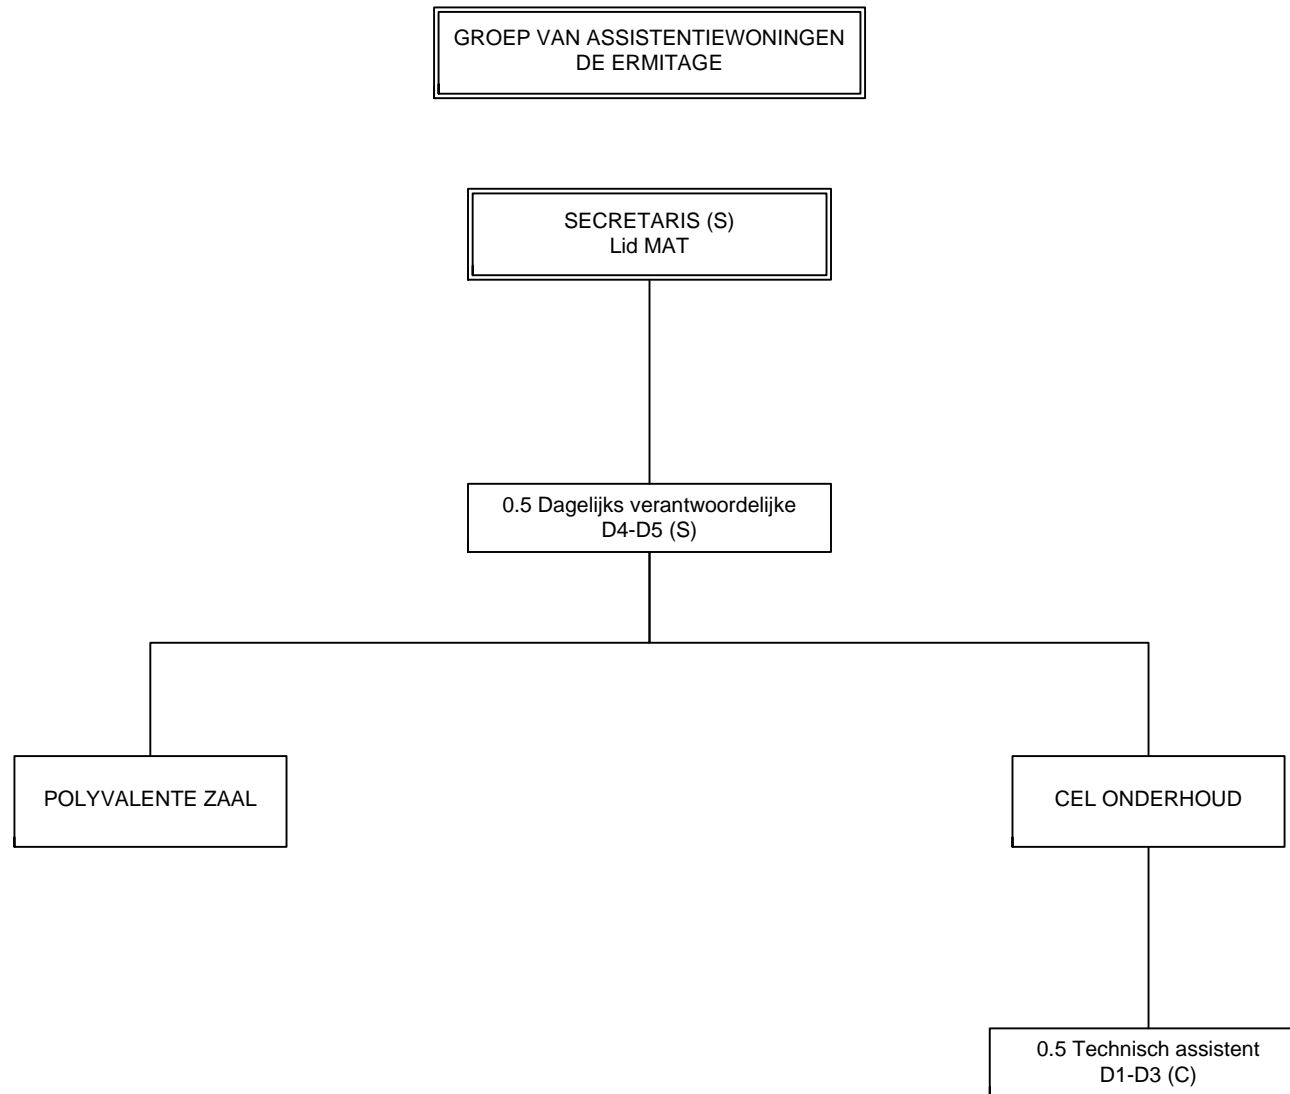 GROEP VAN ASSISTENTIEWONINGEN
DE ERMITAGE
SECRETARIS (S)
Lid MAT
0.5 Dagelijks verantwoordelijke
D4-D5 (S)
POLYVALENTE ZAAL
CEL ONDERHOUD
0.5 Technisch assistent
D1-D3 (C)